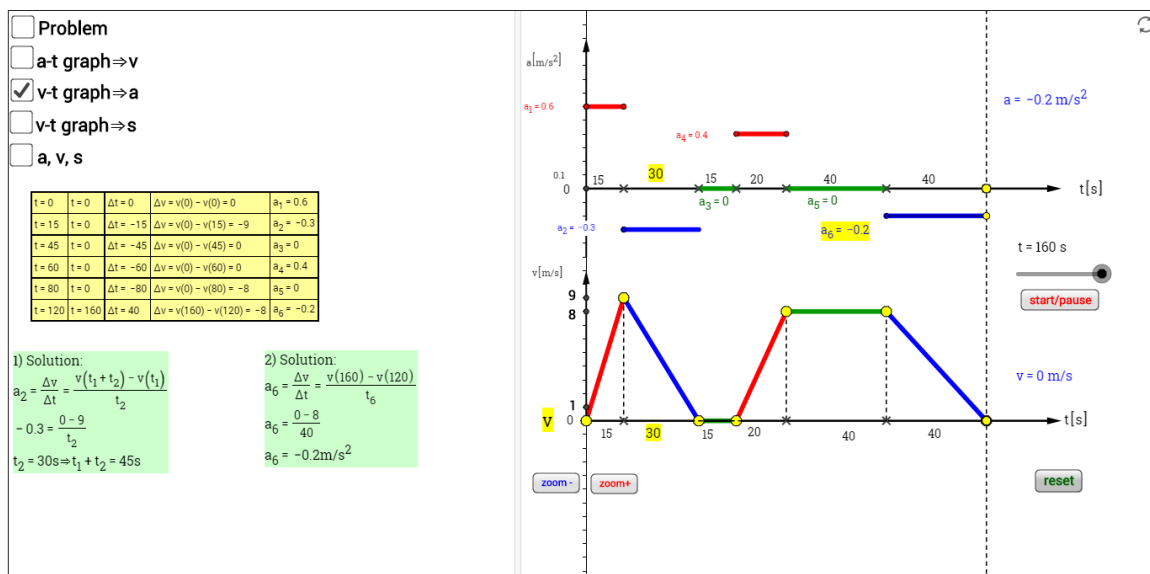 Problem
a-t graph⇒v
v-t graph⇒a
v-t graph⇒s
a, v, s
t = 0 t = 0 Δt = 0 Δv = v(0) − v(0) = 0 a₁ = 0.6
t = 15 t = 0 Δt = −15 Δv = v(0) − v(15) = −9 a₂ = −0.3
t = 45 t = 0 Δt = −45 Δv = v(0) − v(45) = 0 a₃ = 0
t = 60 t = 0 Δt = −60 Δv = v(0) − v(60) = 0 a₄ = 0.4
t = 80 t = 0 Δt = −80 Δv = v(0) − v(80) = −8 a₅ = 0
t = 120 t = 160 Δt = 40 Δv = v(160) − v(120) = −8 a₆ = −0.2
1) Solution:
a₂ = Δv/Δt = v(t₁ + t₂) − v(t₁)/t₂
−0.3 = 0 − 9/t₂
t₂ = 30s⇒t₁ + t₂ = 45s
2) Solution:
a₆ = Δv/Δt = v(160) − v(120)/t₆
a₆ = 0 − 8/40
a₆ = −0.2m/s²
a[m/s²]
a₁ = 0.6
a₄ = 0.4
0.1
0
15 30 15 20 40 40
t[s]
a₃ = 0
a₅ = 0
a₂ = −0.3
a₆ = −0.2
v[m/s]
9
8
1
v 0
t[s]
15 30 15 20 40 40
zoom -
zoom+
a = −0.2 m/s²
t = 160 s
start/pause
v = 0 m/s
reset